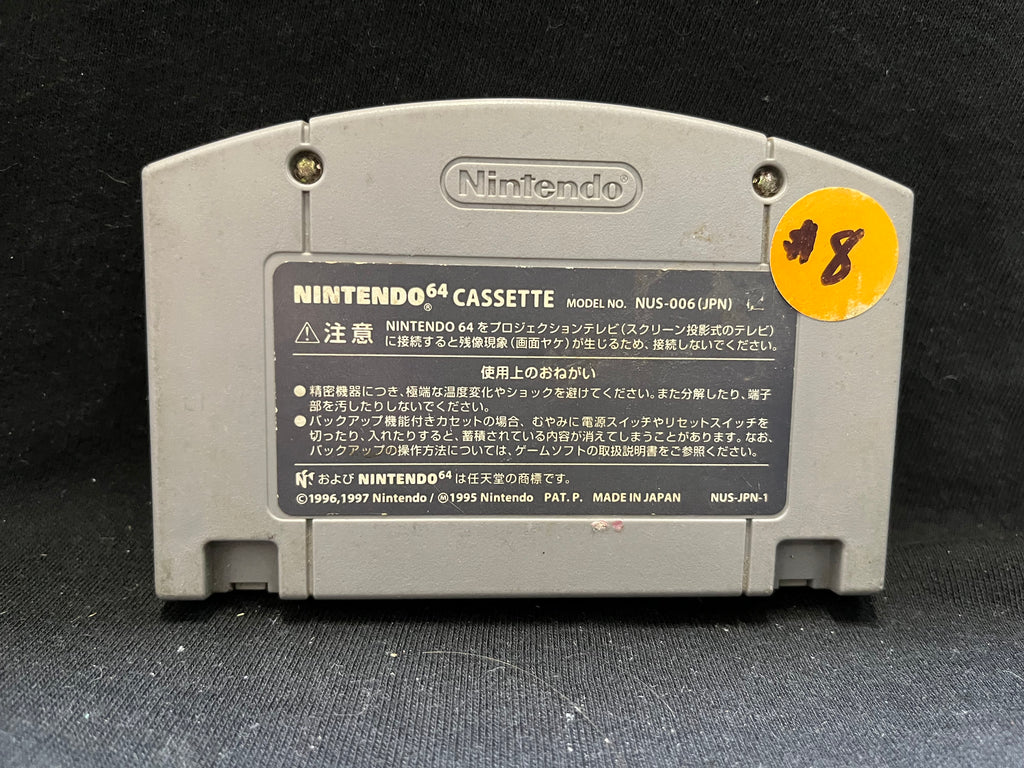 Nintendo®
#8
NINTENDO64® CASSETTE MODEL NO. NUS-006(JPN)
⚠注意 NINTENDO 64 をプロジェクションテレビ(スクリーン投影式のテレビ)
に接続すると残像現象(画面ヤケ)が生じるため、接続しないでください。
使用上のおねがい
●精密機器につき、極端な温度変化やショックを避けてください。また分解したり、端子
部を汚したりしないでください。
●バックアップ機能付きカセットの場合、むやみに電源スイッチやリセットスイッチを
切ったり、入れたりすると、蓄積されている内容が消えてしまうことがあります。なお、
バックアップの操作方法については、ゲームソフトの取扱説明書をご参照ください。
および NINTENDO64 は任天堂の商標です。
©1996,1997 Nintendo/Ⓜ1995 Nintendo PAT. P. MADE IN JAPAN NUS-JPN-1